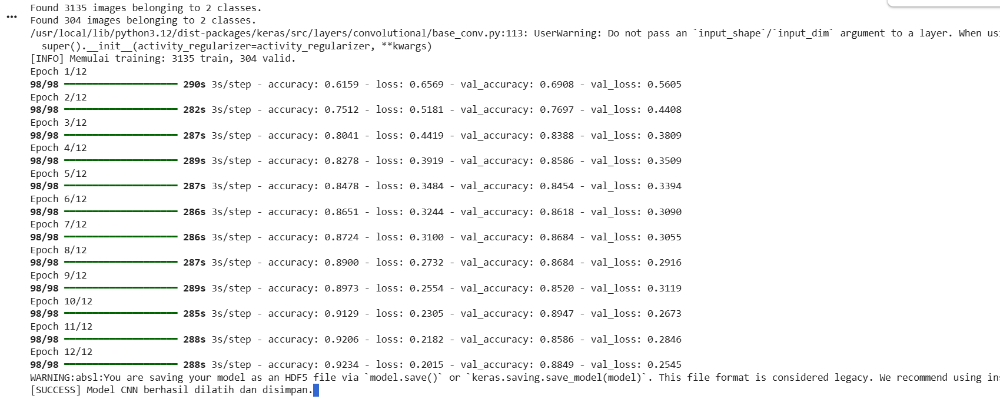 Found 3135 images belonging to 2 classes.
Found 304 images belonging to 2 classes.
/usr/local/lib/python3.12/dist-packages/keras/src/layers/convolutional/base_conv.py:113: UserWarning: Do not pass an `input_shape`/`input_dim` argument to a layer. When usi
  super().__init__(activity_regularizer=activity_regularizer, **kwargs)
[INFO] Memulai training: 3135 train, 304 valid.
Epoch 1/12
98/98 ━━━━━━━━━━━━━━━━━━━━ 290s 3s/step - accuracy: 0.6159 - loss: 0.6569 - val_accuracy: 0.6908 - val_loss: 0.5605
Epoch 2/12
98/98 ━━━━━━━━━━━━━━━━━━━━ 282s 3s/step - accuracy: 0.7512 - loss: 0.5181 - val_accuracy: 0.7697 - val_loss: 0.4408
Epoch 3/12
98/98 ━━━━━━━━━━━━━━━━━━━━ 287s 3s/step - accuracy: 0.8041 - loss: 0.4419 - val_accuracy: 0.8388 - val_loss: 0.3809
Epoch 4/12
98/98 ━━━━━━━━━━━━━━━━━━━━ 289s 3s/step - accuracy: 0.8278 - loss: 0.3919 - val_accuracy: 0.8586 - val_loss: 0.3509
Epoch 5/12
98/98 ━━━━━━━━━━━━━━━━━━━━ 287s 3s/step - accuracy: 0.8478 - loss: 0.3484 - val_accuracy: 0.8454 - val_loss: 0.3394
Epoch 6/12
98/98 ━━━━━━━━━━━━━━━━━━━━ 286s 3s/step - accuracy: 0.8651 - loss: 0.3244 - val_accuracy: 0.8618 - val_loss: 0.3090
Epoch 7/12
98/98 ━━━━━━━━━━━━━━━━━━━━ 286s 3s/step - accuracy: 0.8724 - loss: 0.3100 - val_accuracy: 0.8684 - val_loss: 0.3055
Epoch 8/12
98/98 ━━━━━━━━━━━━━━━━━━━━ 287s 3s/step - accuracy: 0.8900 - loss: 0.2732 - val_accuracy: 0.8684 - val_loss: 0.2916
Epoch 9/12
98/98 ━━━━━━━━━━━━━━━━━━━━ 289s 3s/step - accuracy: 0.8973 - loss: 0.2554 - val_accuracy: 0.8520 - val_loss: 0.3119
Epoch 10/12
98/98 ━━━━━━━━━━━━━━━━━━━━ 285s 3s/step - accuracy: 0.9129 - loss: 0.2305 - val_accuracy: 0.8947 - val_loss: 0.2673
Epoch 11/12
98/98 ━━━━━━━━━━━━━━━━━━━━ 288s 3s/step - accuracy: 0.9206 - loss: 0.2182 - val_accuracy: 0.8586 - val_loss: 0.2846
Epoch 12/12
98/98 ━━━━━━━━━━━━━━━━━━━━ 288s 3s/step - accuracy: 0.9234 - loss: 0.2015 - val_accuracy: 0.8849 - val_loss: 0.2545
WARNING:absl:You are saving your model as an HDF5 file via `model.save()` or `keras.saving.save_model(model)`. This file format is considered legacy. We recommend using ins
[SUCCESS] Model CNN berhasil dilatih dan disimpan.